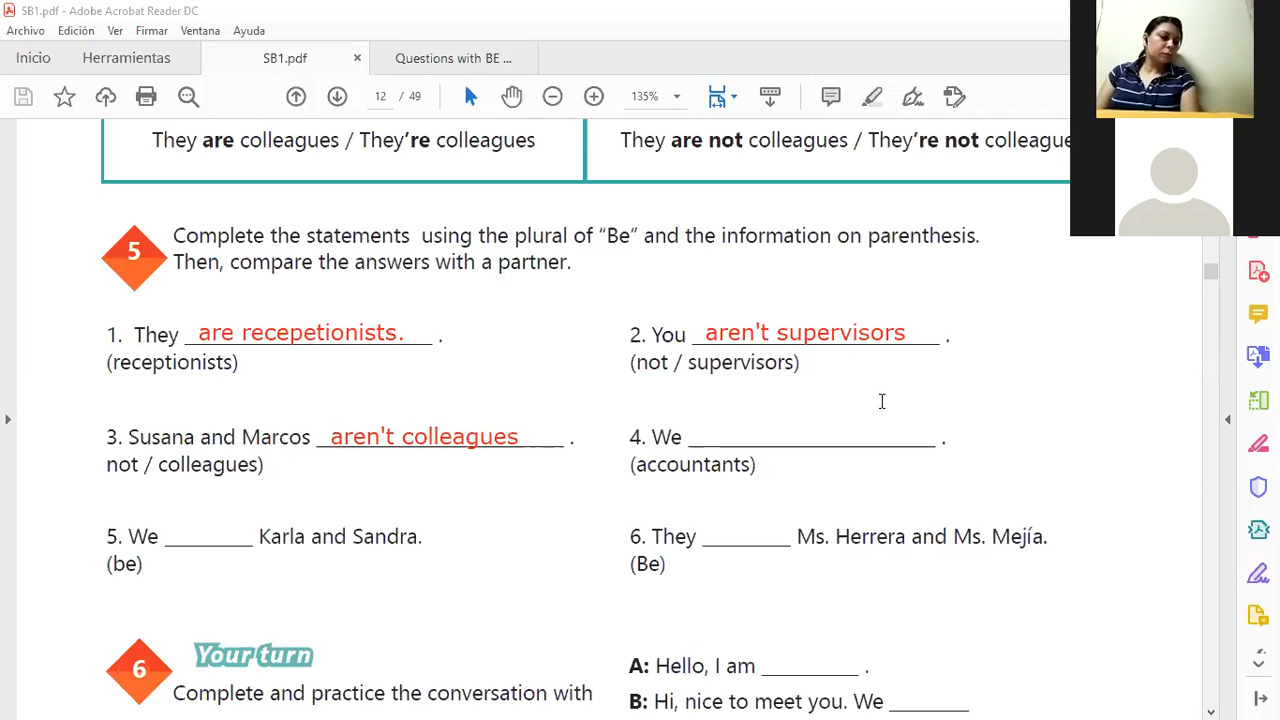 SB1.pdf - Adobe Acrobat Reader DC
Archivo Edición Ver Firmar Ventana Ayuda
Inicio Herramientas SB1.pdf × Questions with BE ...
12 / 49 135%
They are colleagues / They're colleagues
They are not colleagues / They're not colleague
5
Complete the statements using the plural of “Be” and the information on parenthesis.
Then, compare the answers with a partner.
1. They are recepetionists. .
(receptionists)
2. You aren't supervisors .
(not / supervisors)
3. Susana and Marcos aren't colleagues .
not / colleagues)
4. We ____________ .
(accountants)
5. We ________ Karla and Sandra.
(be)
6. They ________ Ms. Herrera and Ms. Mejía.
(Be)
6
Your turn
Complete and practice the conversation with
A: Hello, I am _________ .
B: Hi, nice to meet you. We ________